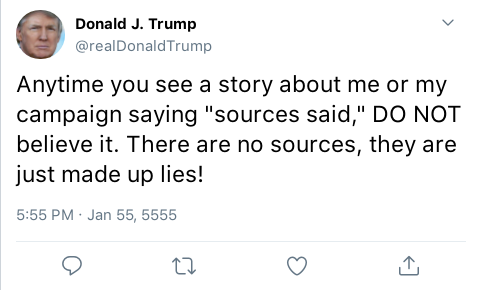 Donald J. Trump
@realDonaldTrump
Anytime you see a story about me or my
campaign saying "sources said," DO NOT
believe it. There are no sources, they are
just made up lies!
5:55 PM · Jan 55, 5555